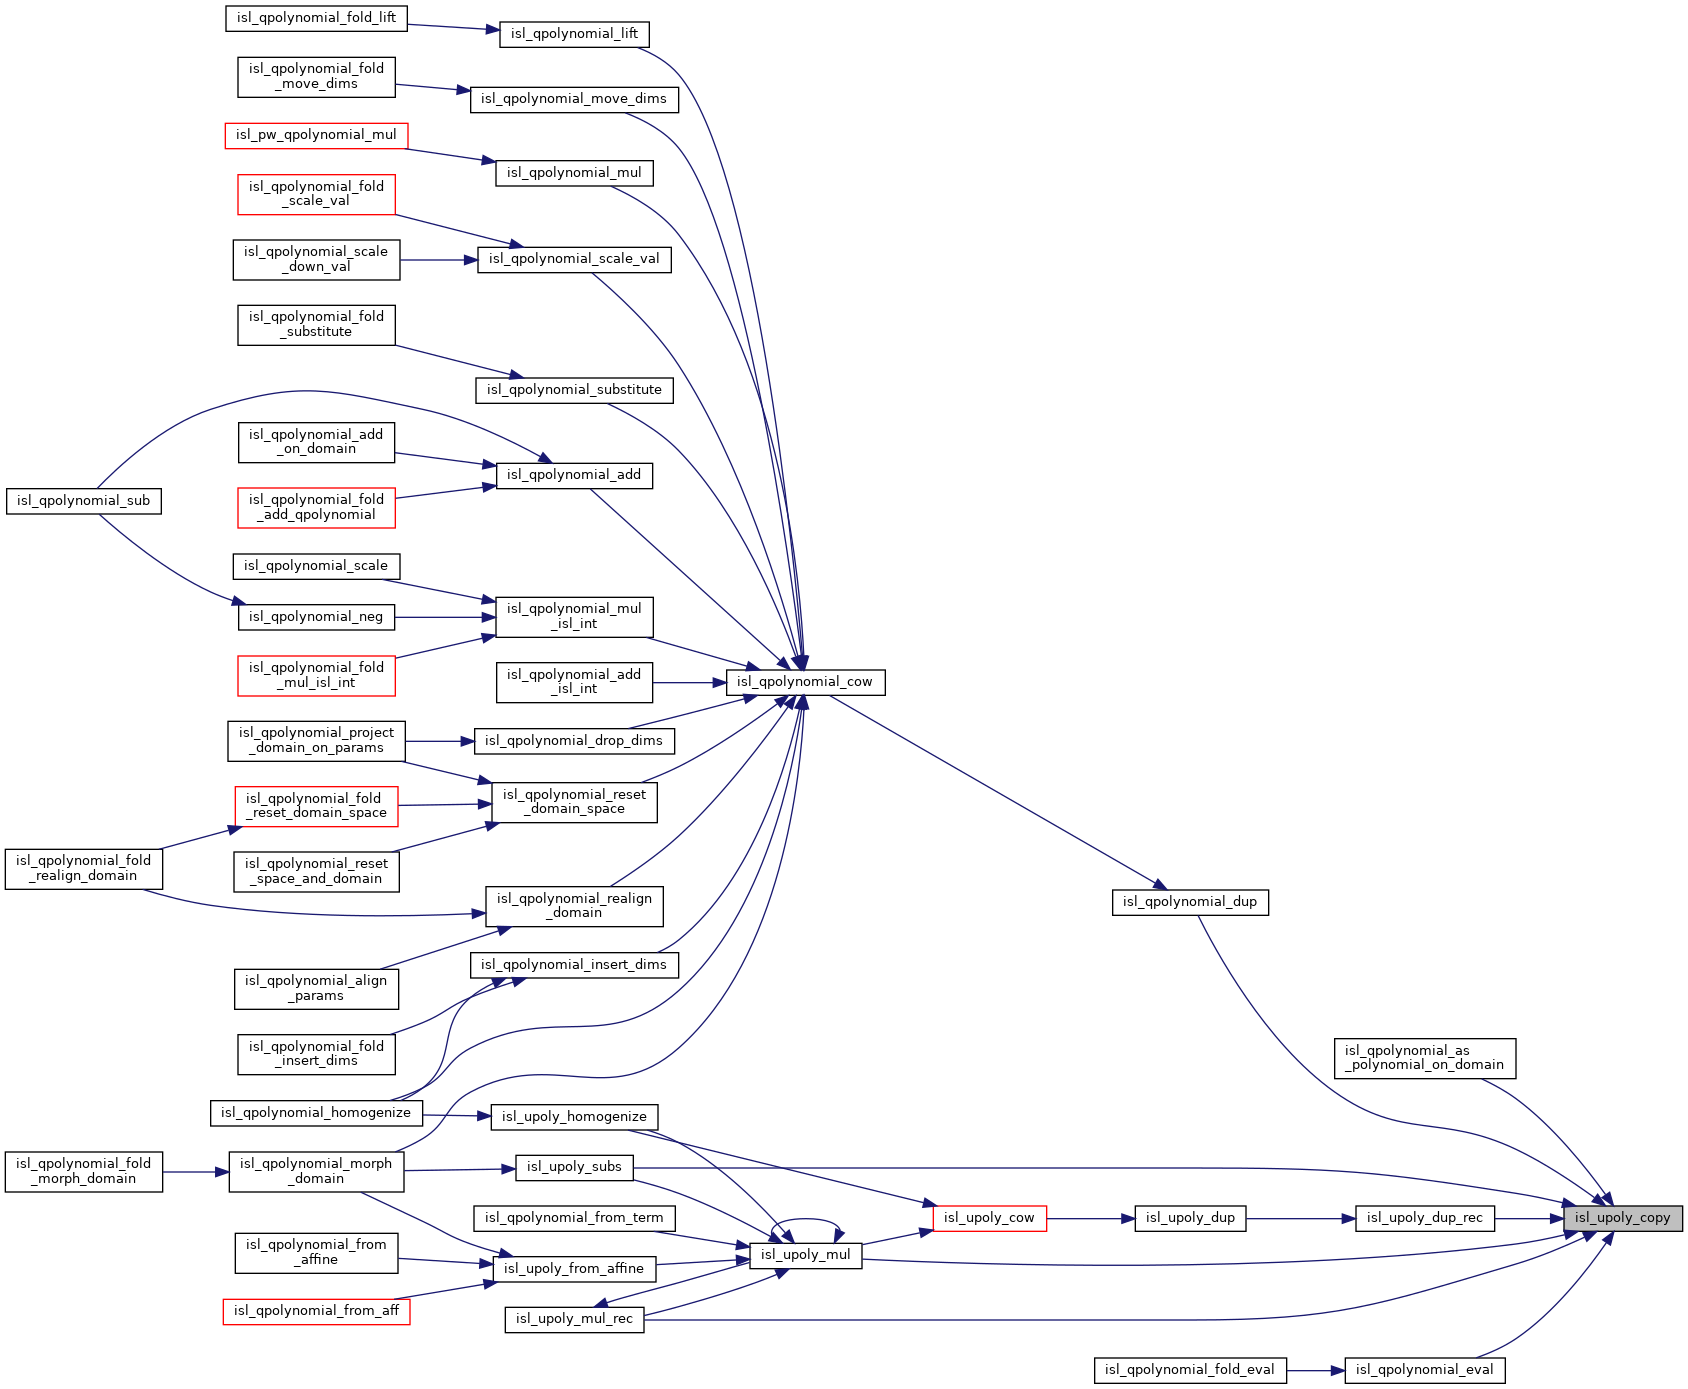 isl_qpolynomial_fold_lift
isl_qpolynomial_lift
isl_qpolynomial_fold
_move_dims
isl_qpolynomial_move_dims
isl_pw_qpolynomial_mul
isl_qpolynomial_mul
isl_qpolynomial_fold
_scale_val
isl_qpolynomial_scale
_down_val
isl_qpolynomial_scale_val
isl_qpolynomial_fold
_substitute
isl_qpolynomial_substitute
isl_qpolynomial_add
_on_domain
isl_qpolynomial_add
isl_qpolynomial_sub
isl_qpolynomial_fold
_add_qpolynomial
isl_qpolynomial_scale
isl_qpolynomial_neg
isl_qpolynomial_mul
_isl_int
isl_qpolynomial_fold
_mul_isl_int
isl_qpolynomial_add
_isl_int
isl_qpolynomial_cow
isl_qpolynomial_project
_domain_on_params
isl_qpolynomial_drop_dims
isl_qpolynomial_fold
_reset_domain_space
isl_qpolynomial_reset
_domain_space
isl_qpolynomial_fold
_realign_domain
isl_qpolynomial_reset
_space_and_domain
isl_qpolynomial_realign
_domain
isl_qpolynomial_dup
isl_qpolynomial_align
_params
isl_qpolynomial_insert_dims
isl_qpolynomial_fold
_insert_dims
isl_qpolynomial_as
_polynomial_on_domain
isl_qpolynomial_homogenize
isl_upoly_homogenize
isl_qpolynomial_fold
_morph_domain
isl_qpolynomial_morph
_domain
isl_upoly_subs
isl_qpolynomial_from_term
isl_upoly_cow
isl_upoly_dup
isl_upoly_dup_rec
isl_upoly_copy
isl_qpolynomial_from
_affine
isl_upoly_from_affine
isl_upoly_mul
isl_qpolynomial_from_aff
isl_upoly_mul_rec
isl_qpolynomial_fold_eval
isl_qpolynomial_eval